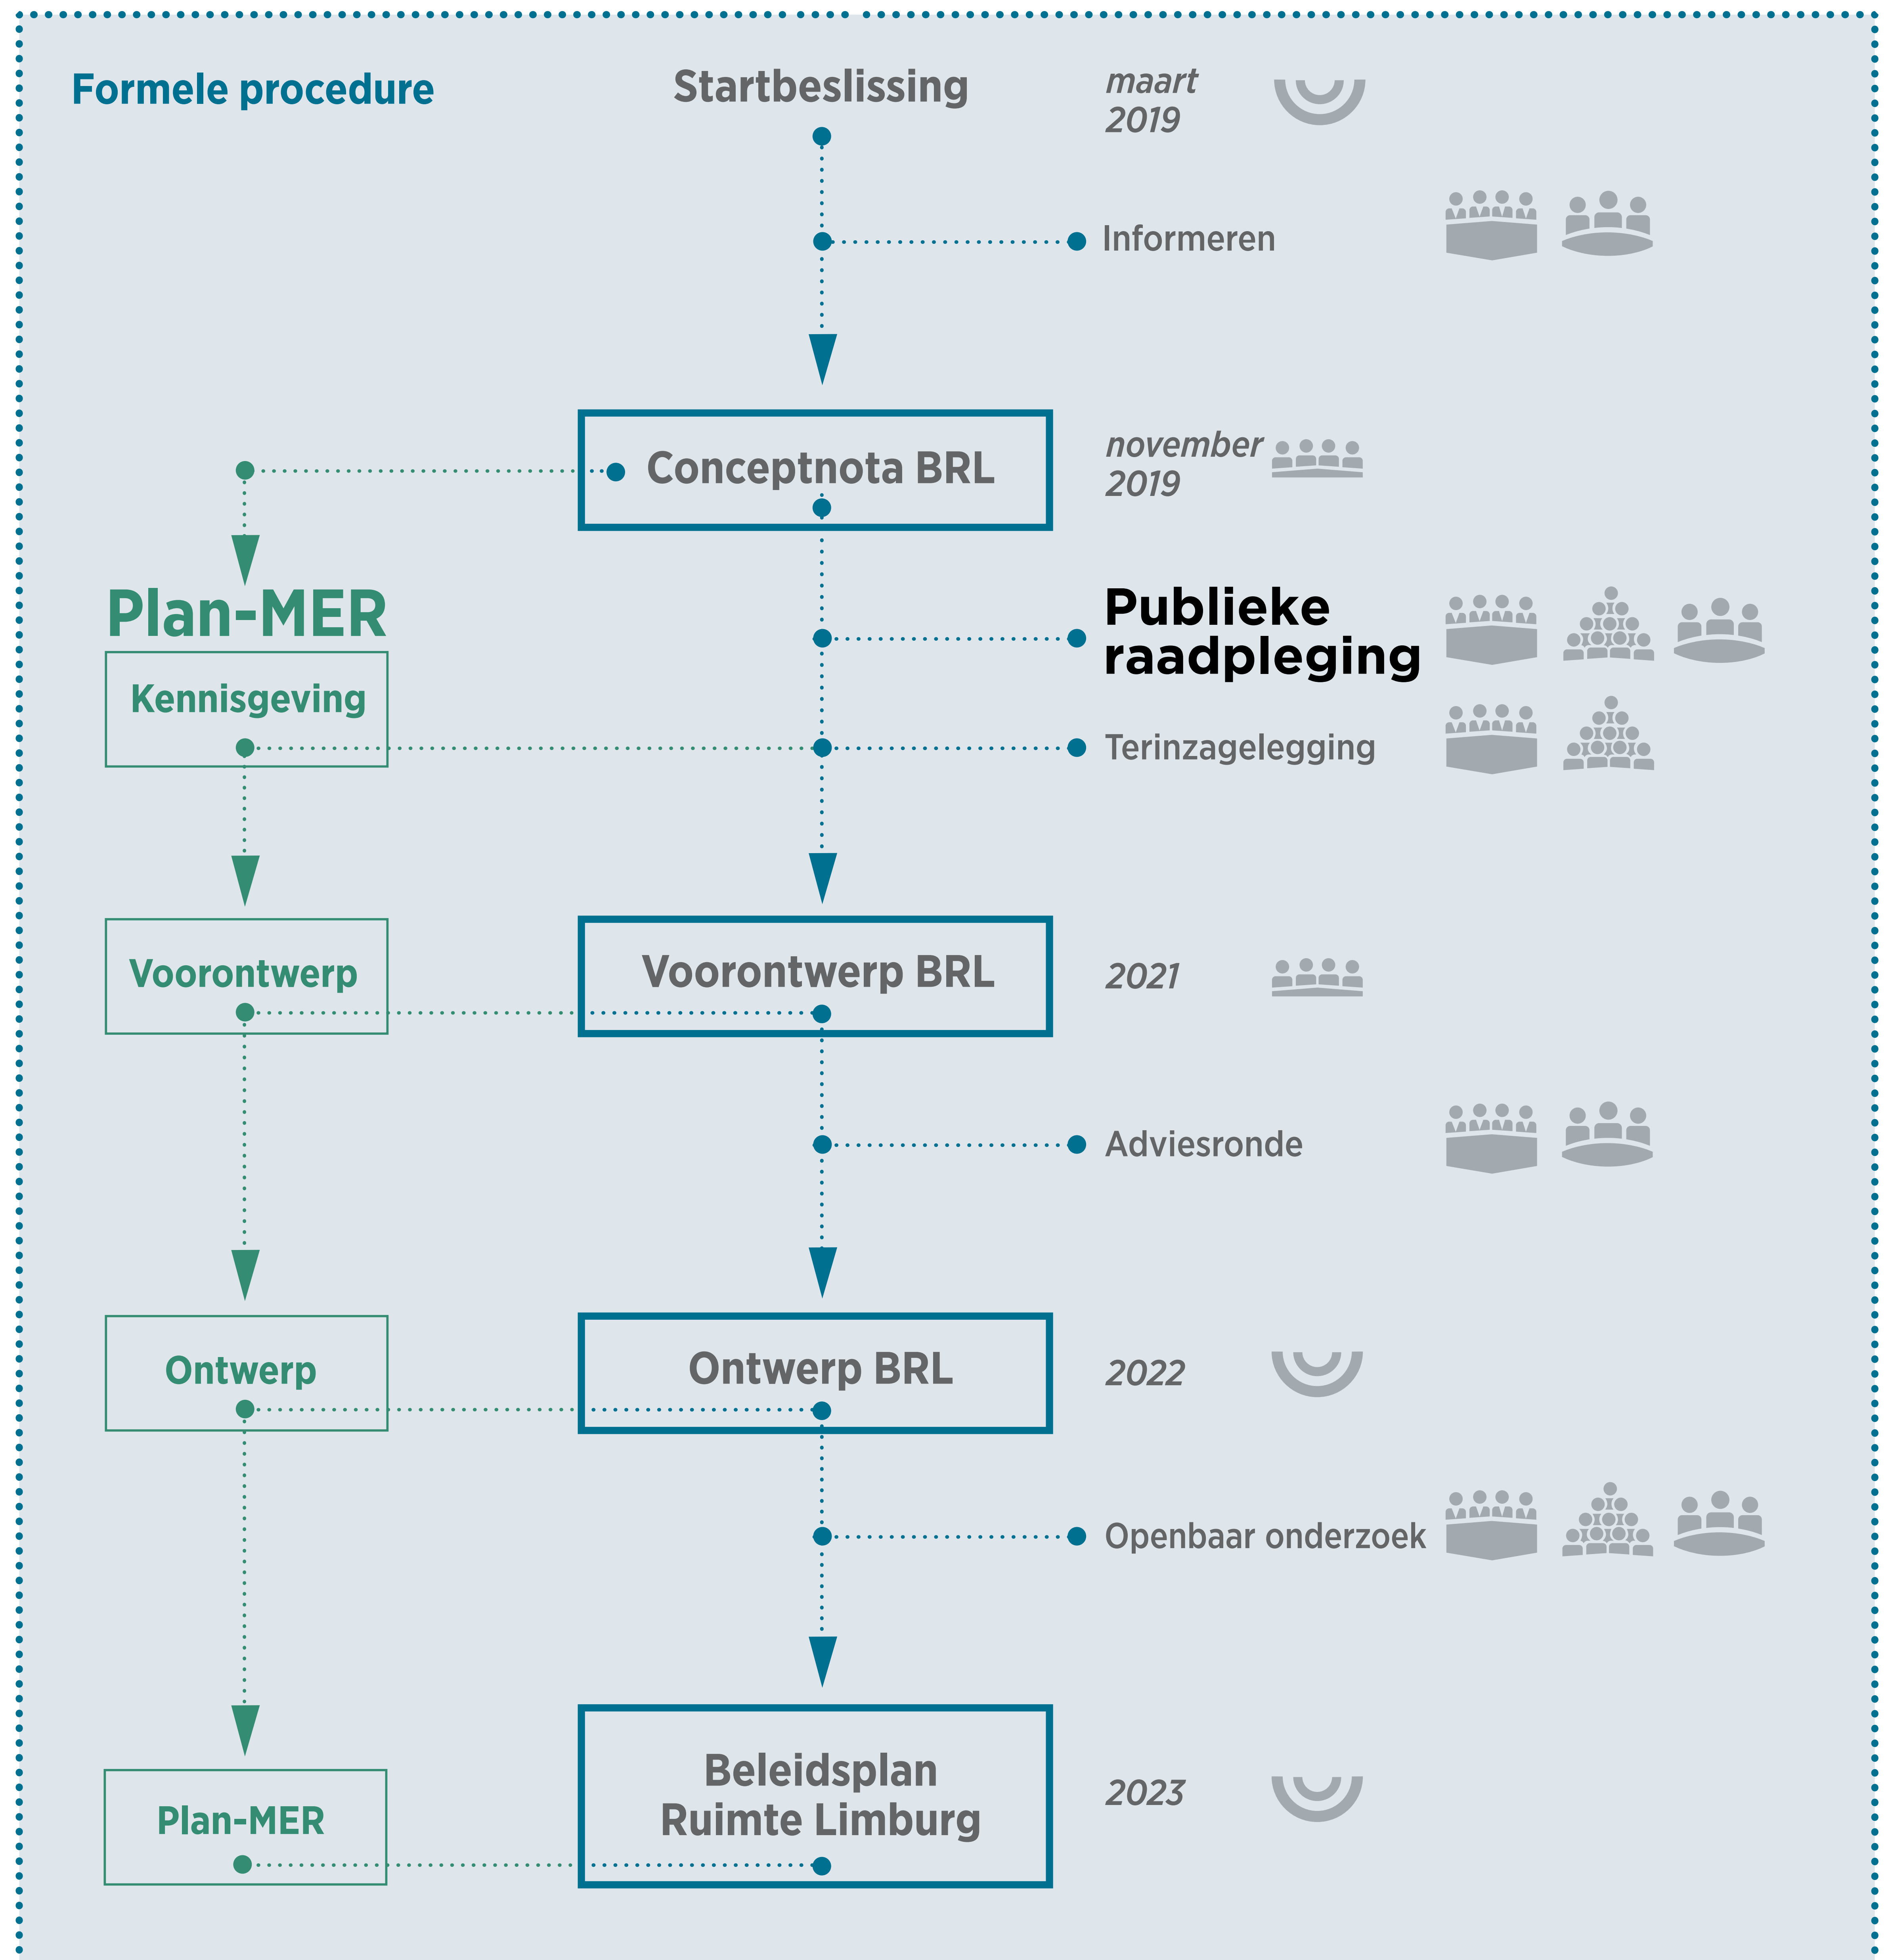 Formele procedure
Startbeslissing
maart
2019
Informeren
Conceptnota BRL
november
2019
Plan-MER
Kennisgeving
Publieke
raadpleging
Terinzagelegging
Voorontwerp
Voorontwerp BRL
2021
Adviesronde
Ontwerp
Ontwerp BRL
2022
Openbaar onderzoek
Plan-MER
Beleidsplan
Ruimte Limburg
2023